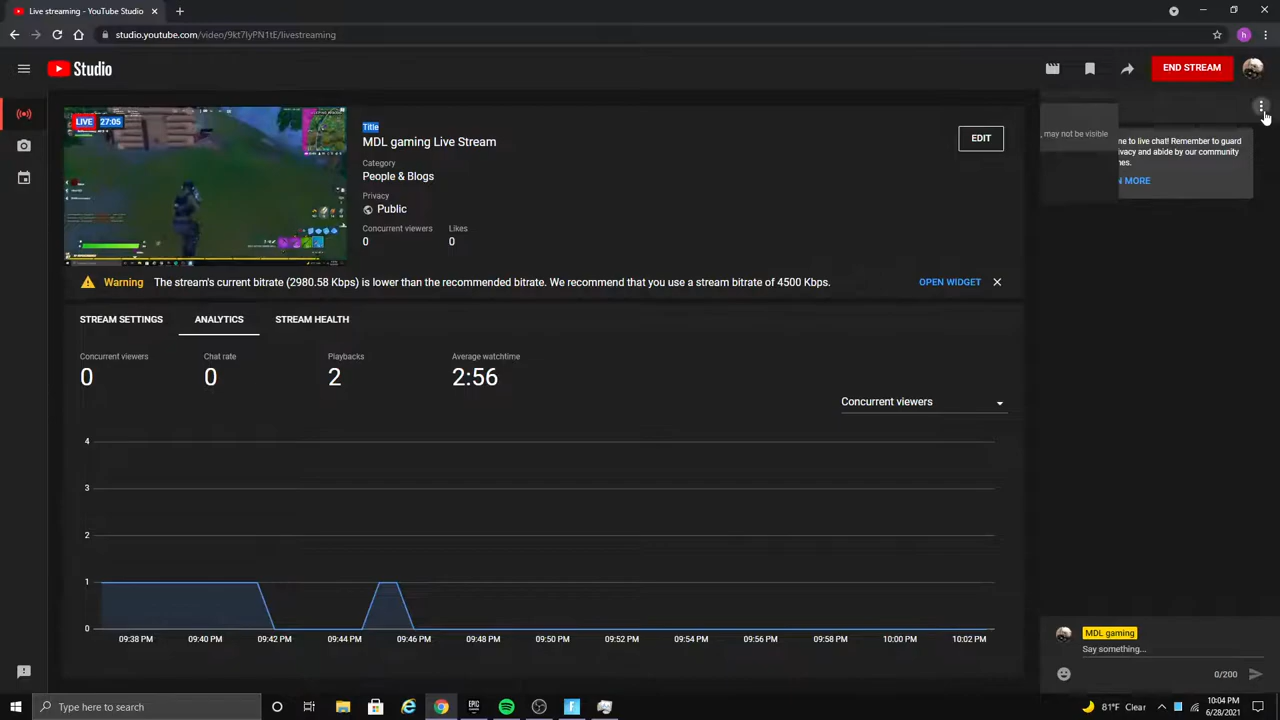 Live streaming - YouTube Studio
studio.youtube.com/video/9kt7IyPN1tE/livestreaming
h
Studio
END STREAM
LIVE 27:05
Title
MDL gaming Live Stream
EDIT
Category
People & Blogs
Privacy
Public
Concurrent viewers Likes
0 0
, may not be visible
ne to live chat! Remember to guard
ivacy and abide by our community
nes.
N MORE
Warning The stream's current bitrate (2980.58 Kbps) is lower than the recommended bitrate. We recommend that you use a stream bitrate of 4500 Kbps. OPEN WIDGET
STREAM SETTINGS ANALYTICS STREAM HEALTH
Concurrent viewers Chat rate Playbacks Average watchtime
0 0 2 2:56
Concurrent viewers
4
3
2
1
0
09:38 PM 09:40 PM 09:42 PM 09:44 PM 09:46 PM 09:48 PM 09:50 PM 09:52 PM 09:54 PM 09:56 PM 09:58 PM 10:00 PM 10:02 PM
MDL gaming
Say something...
0/200
Type here to search
EPIC
F
81°F Clear
10:04 PM
6/28/2021